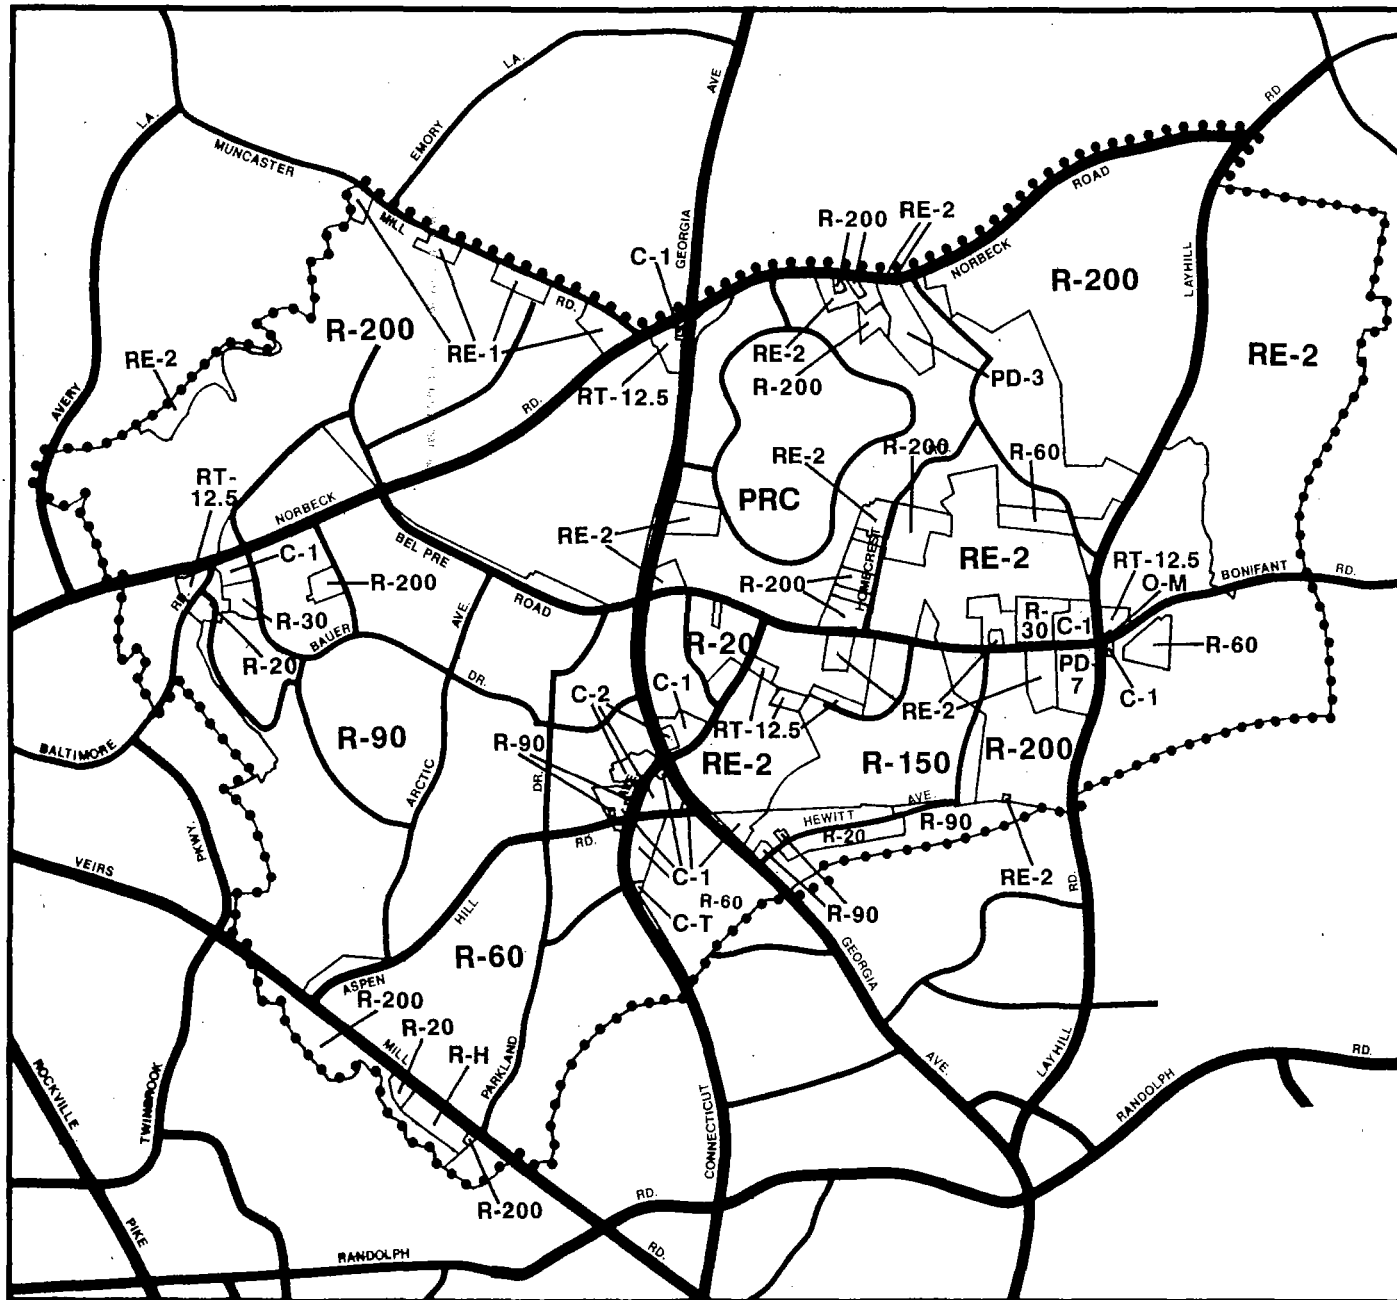 LA.
AVE
RD
LA.
MUNCASTER
EMORY
ROAD
MILL
GEORGIA
R-200
RE-2
C-1
NORBECK
R-200
LAYHILL
RD.
R-200
RE-2
RE-1
RE-2
RE-2
R-200
PD-3
RT-12.5
AVERY
RD.
R-200
RD.
R-60
RE-2
RT-
12.5
PRC
NORBECK
RE-2
C-1
BEL PRE
RE-2
RT-12.5
O-M
BONIFANT
RD.
R-200
R-200
HOMECREST
RD.
ROAD
R-30
AVE.
R-
30
C-1
BAUER
R-20
R-60
R-20
DR.
PD-
7
C-2
C-1
RE-2
C-1
R-90
R-90
RT-12.5
R-150
R-200
BALTIMORE
RE-2
ARCTIC
DR.
AVE.
AVE.
HEWITT
R-90
PKWY.
RD.
R-20
VEIRS
C-1
RE-2
RD.
R-60
HILL
C-T
R-90
R-60
GEORGIA
ASPEN
R-200
R-20
MILL
R-H
PARKLAND
AVE.
LAYHILL
RD.
ROCKVILLE
TWINBROOK
CONNECTICUT
RANDOLPH
R-200
RD.
PIKE
RANDOLPH
RD.